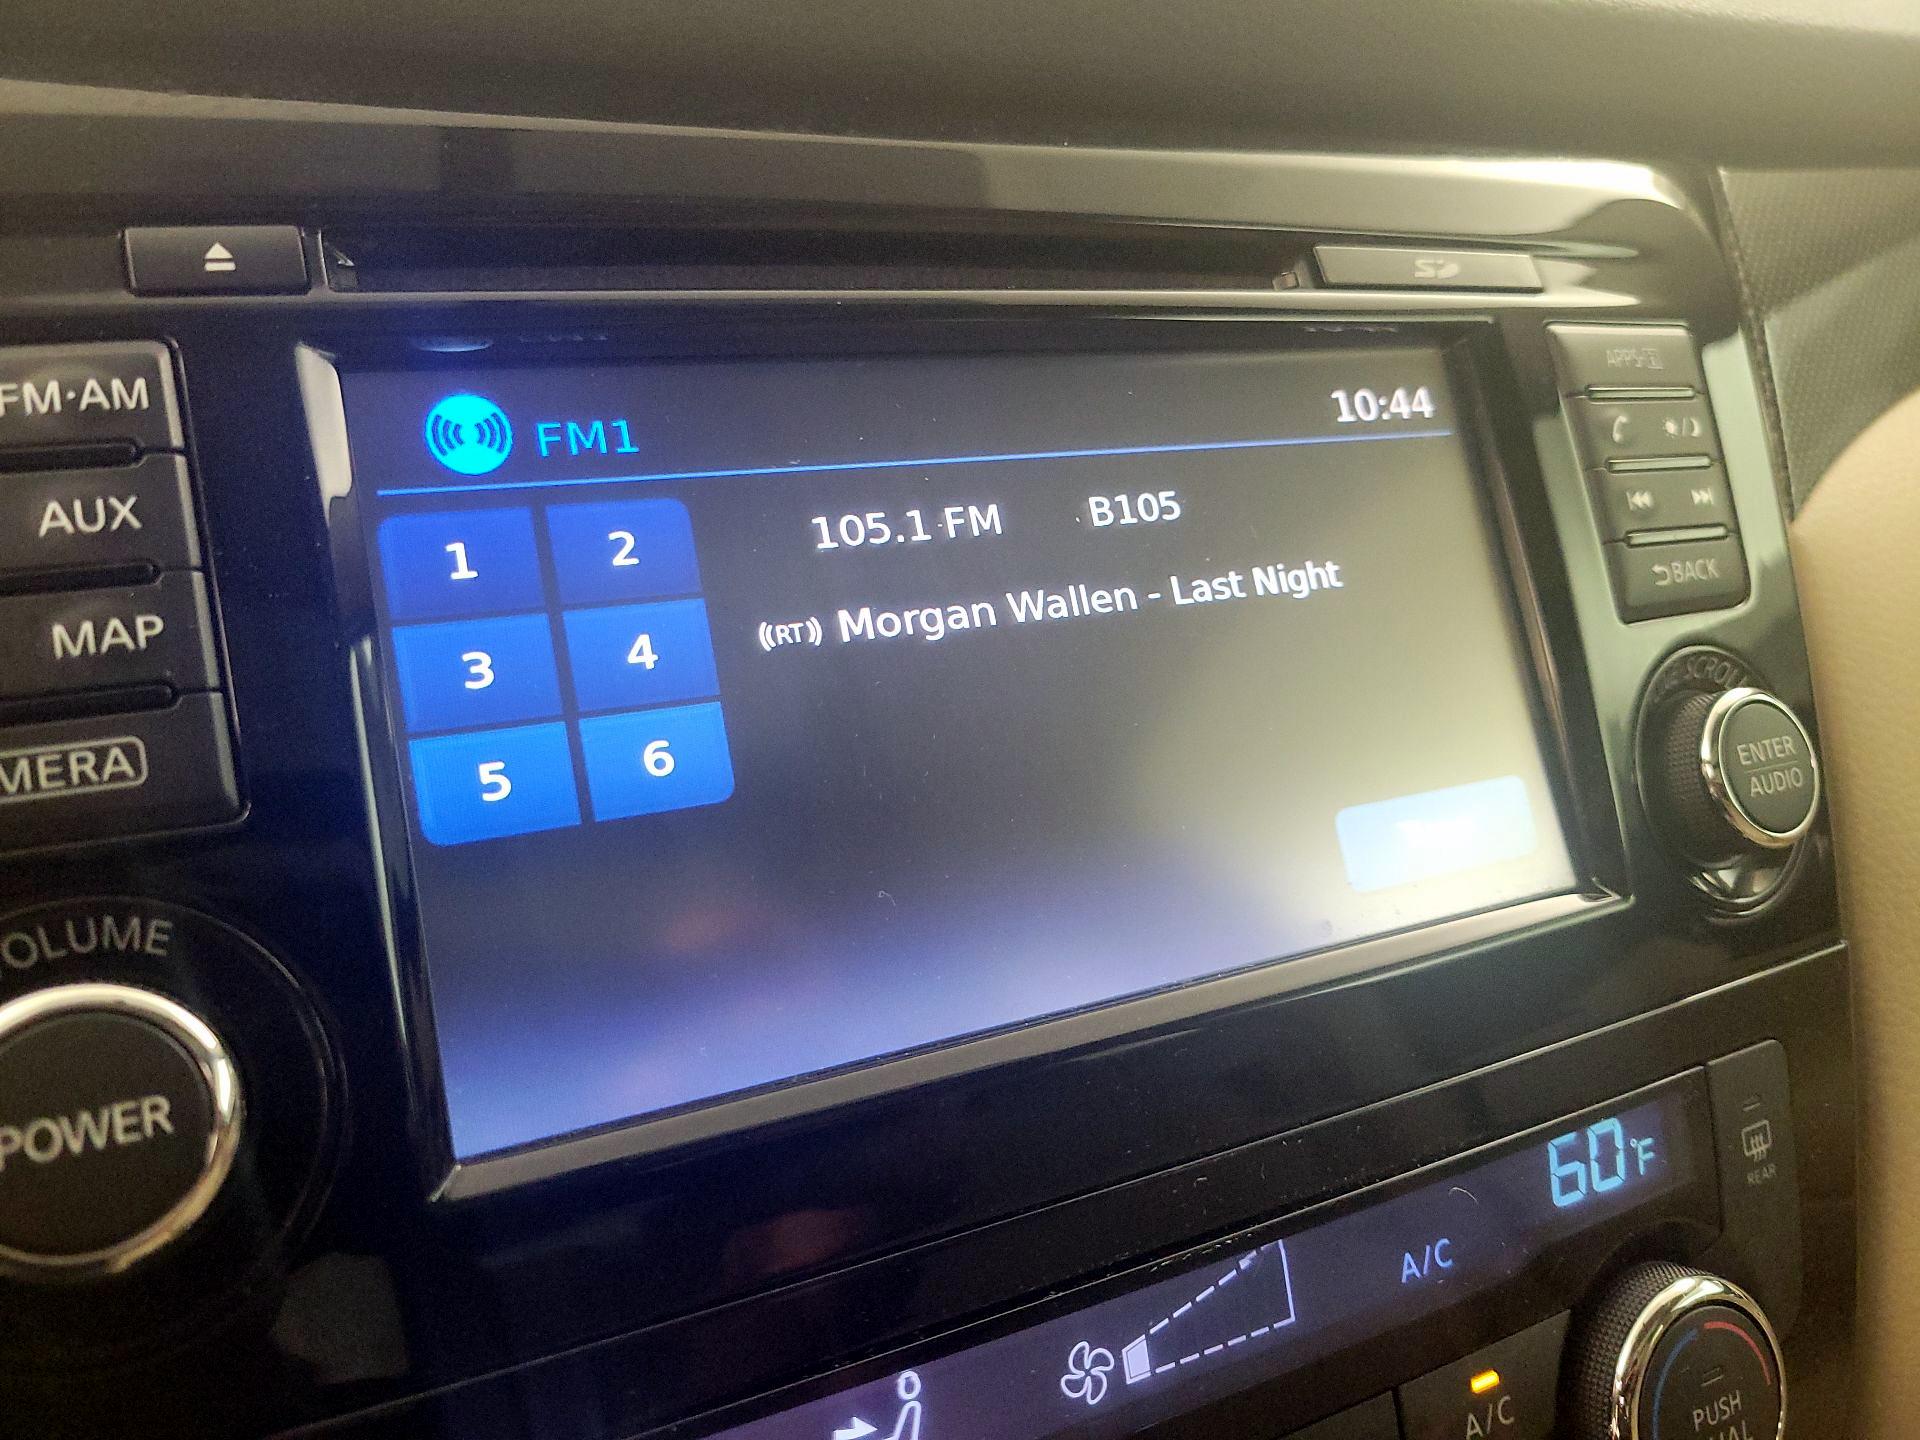 FM·AM
AUX
MAP
MERA
OLUME
POWER
FM1
10:44
1
2
3
4
5
6
105.1 FM
B105
((RT)) Morgan Wallen - Last Night
APPS
BACK
SCROLL
ENTER
AUDIO
60°F
A/C
REAR
A/C
PUSH